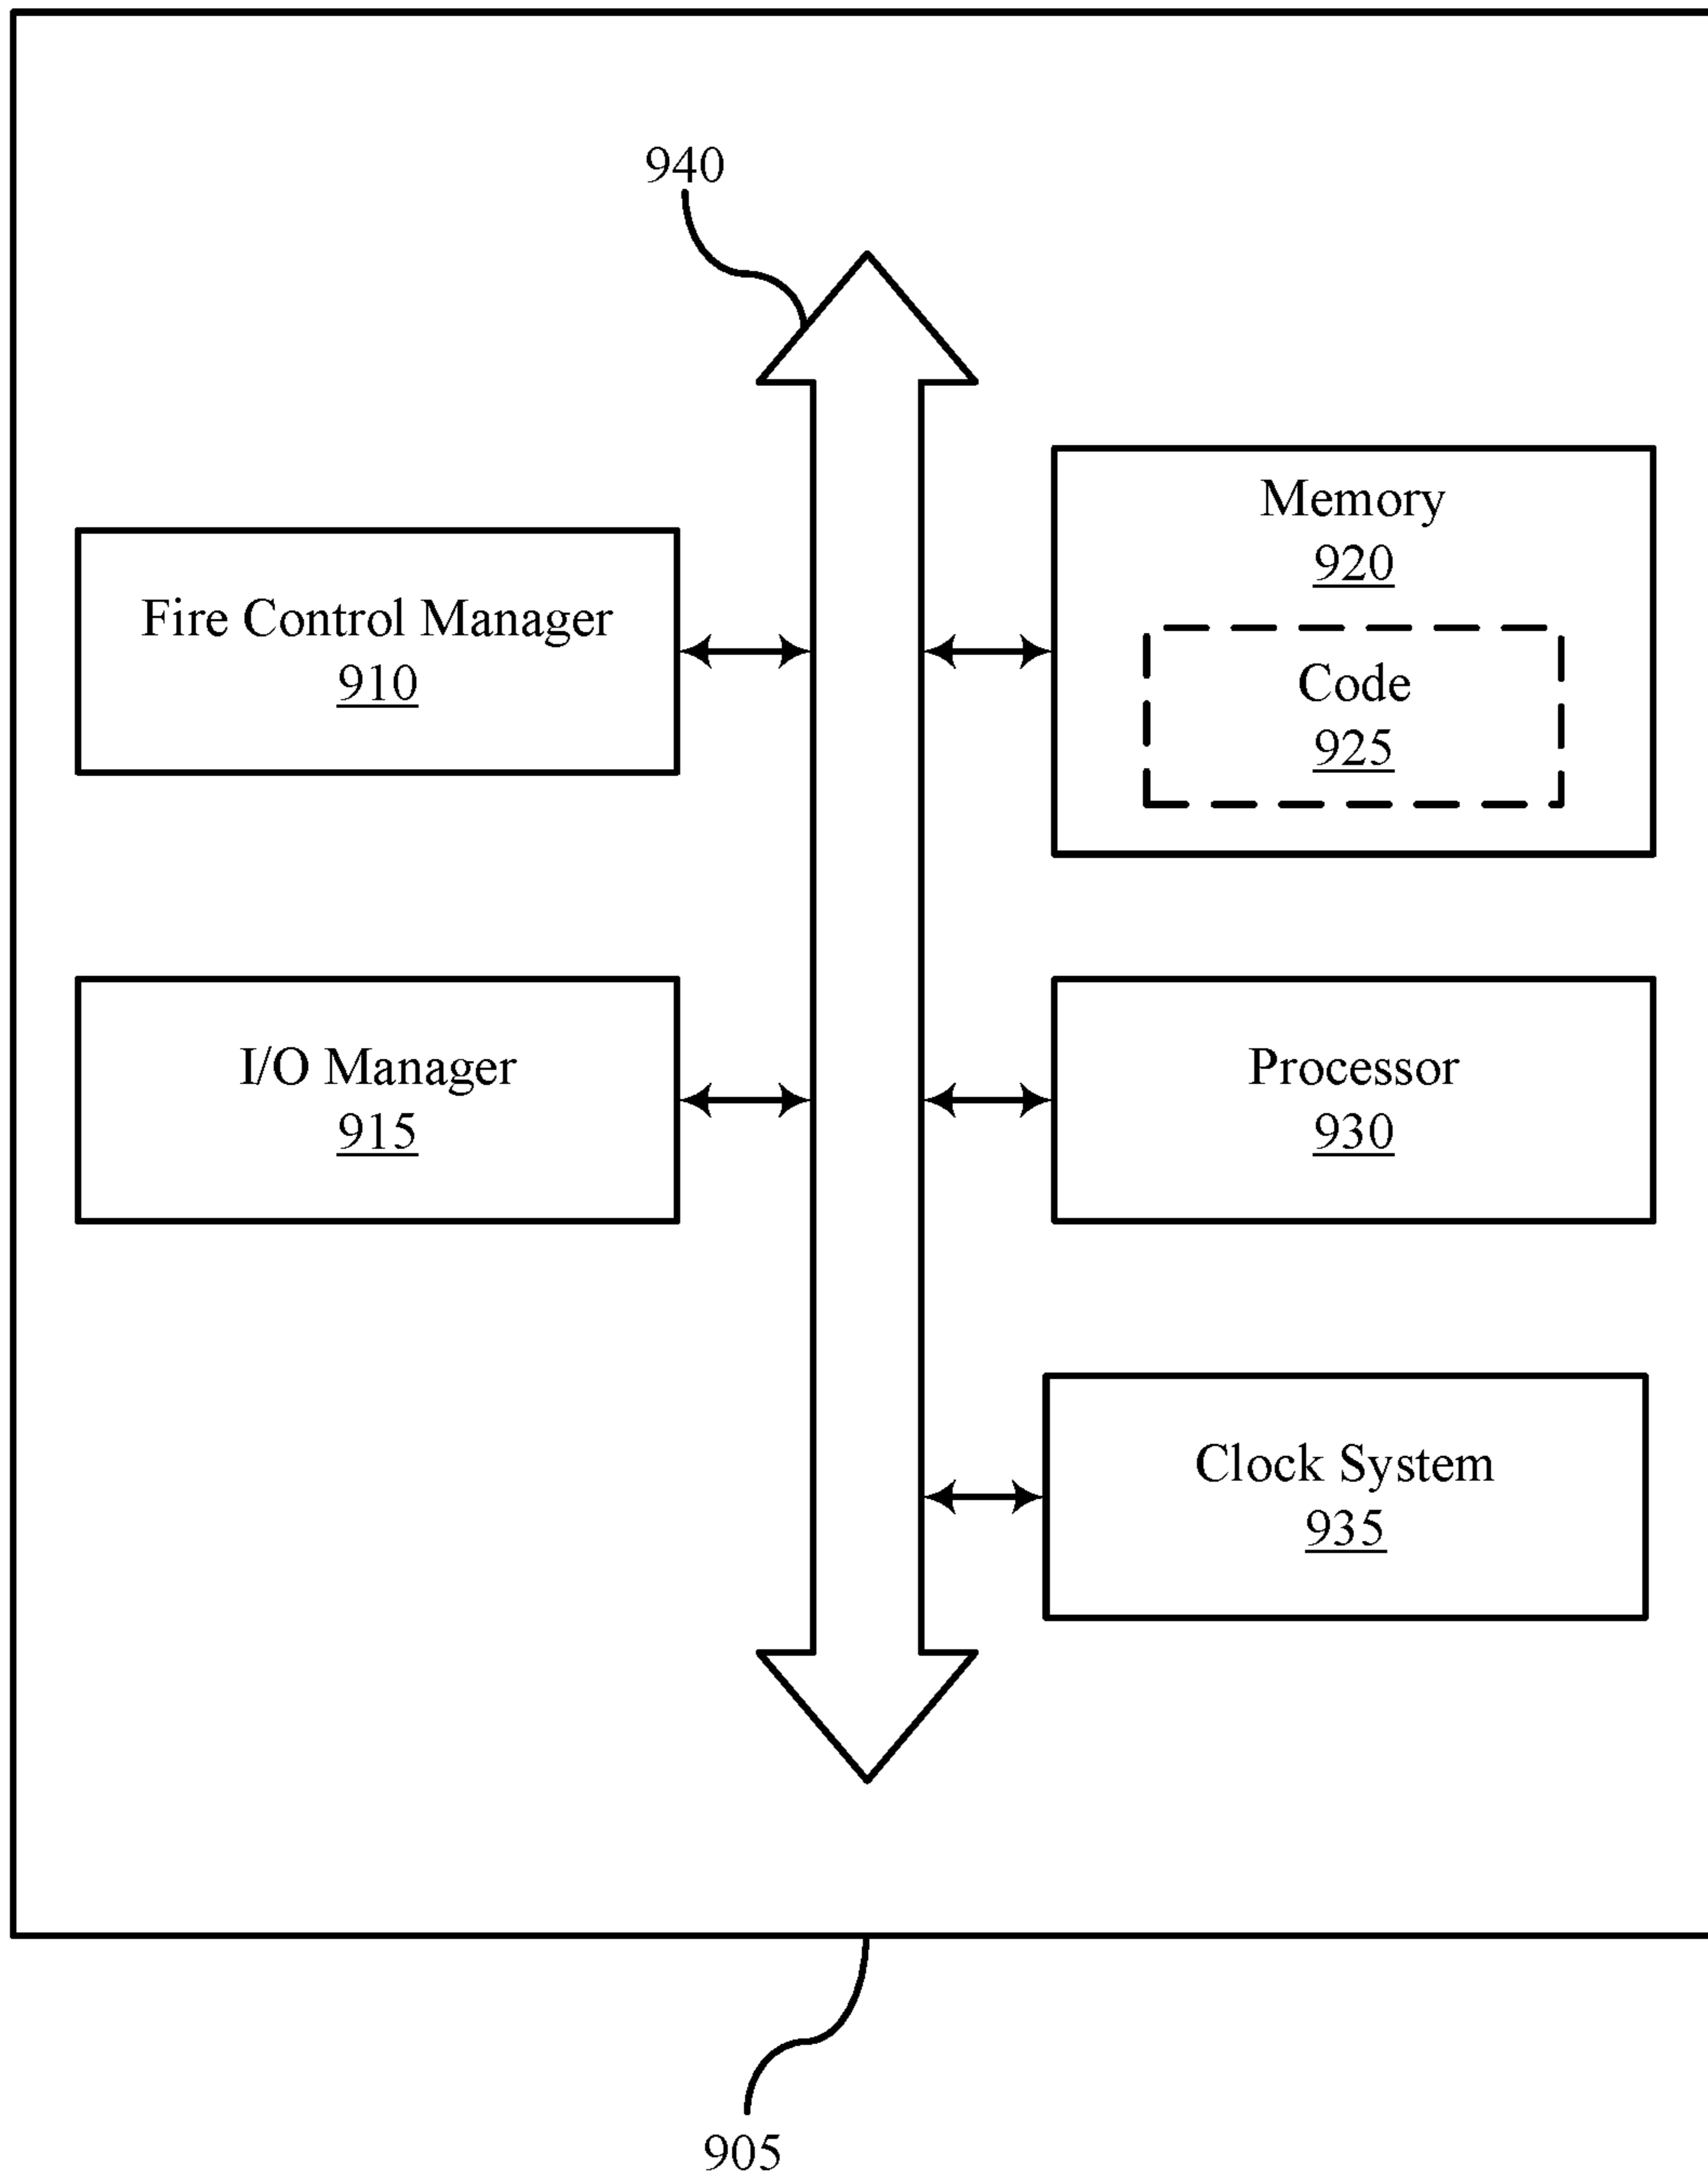 940
Fire Control Manager
910
Memory
920
Code
925
I/O Manager
915
Processor
930
Clock System
935
905